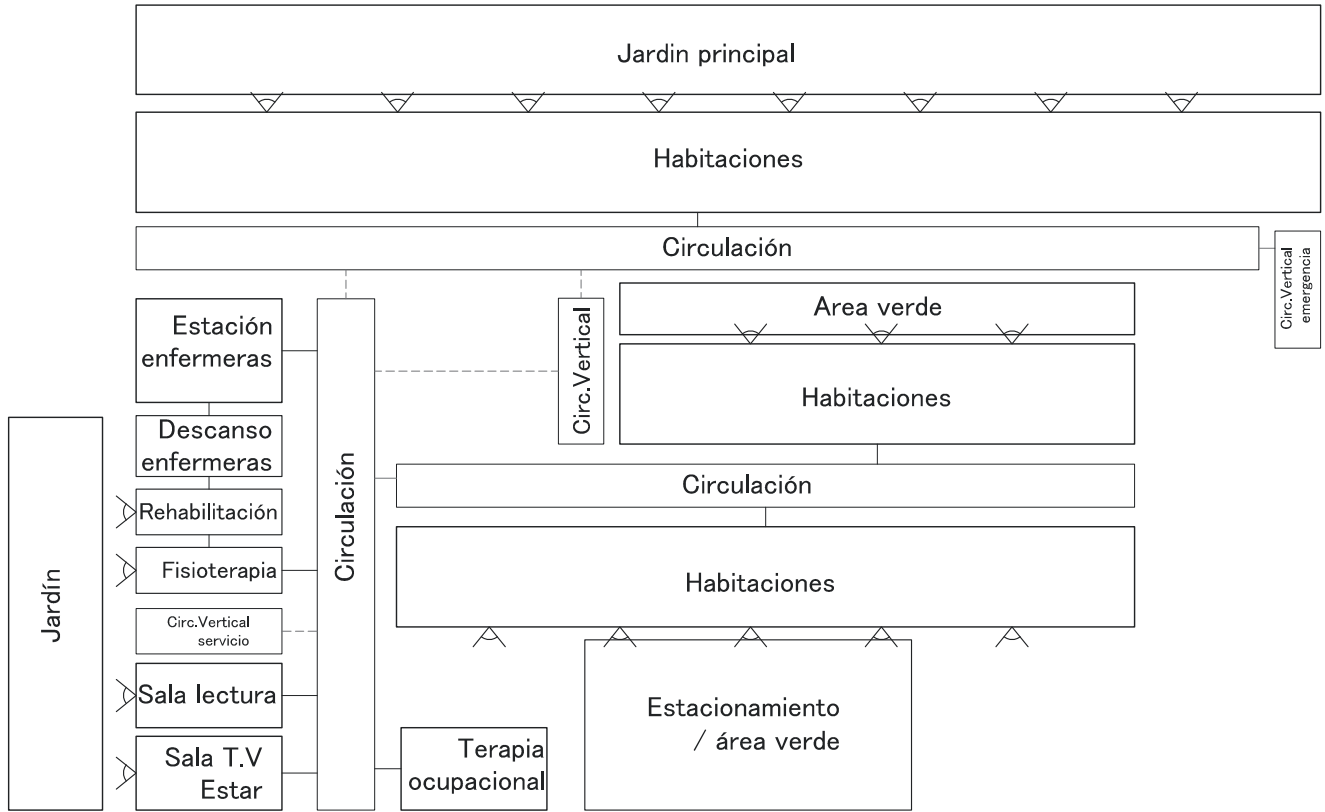 Jardin principal
Habitaciones
Circulación
Circ.Vertical
emergencia
Estación
enfermeras
Circulación
Circ.Vertical
Area verde
Habitaciones
Jardín
Descanso
enfermeras
Circulación
Rehabilitación
Fisioterapia
Habitaciones
Circ.Vertical
servicio
Sala lectura
Estacionamiento
/ área verde
Sala T.V
Estar
Terapia
ocupacional